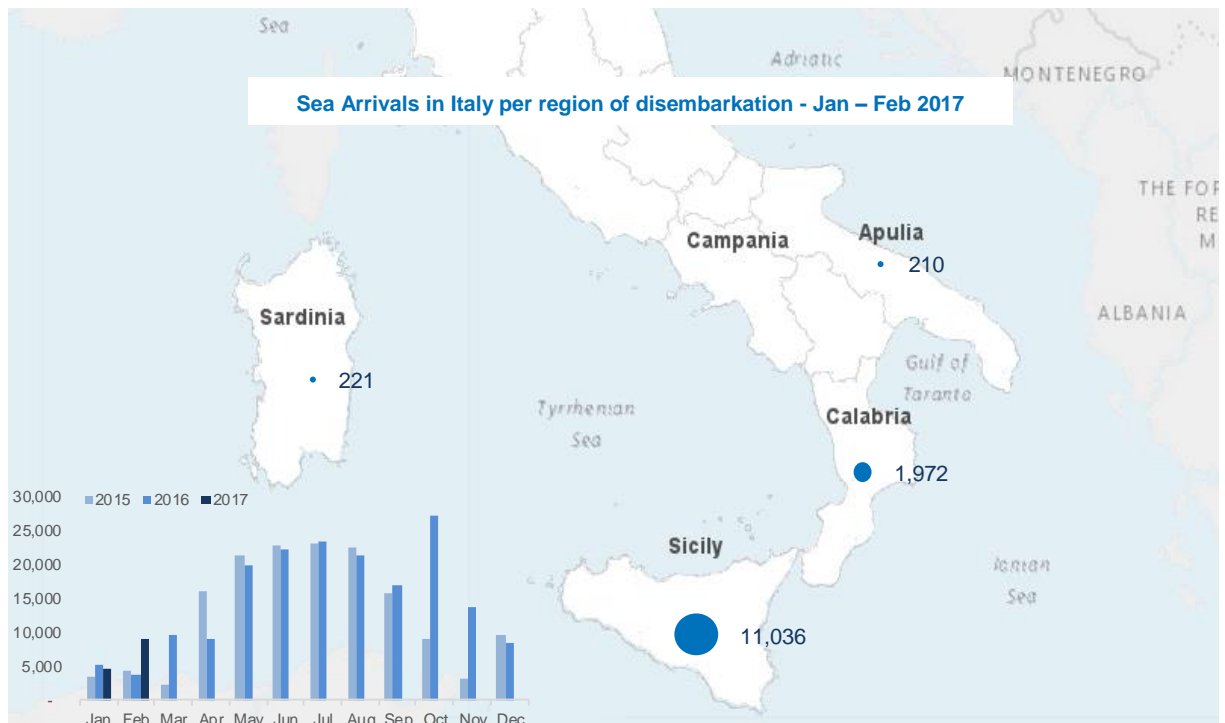 Sea
Adriatic
MONTENEGRO
Sea Arrivals in Italy per region of disembarkation - Jan – Feb 2017
THE FOR
RE
M
Campania
Apulia
210
ALBANIA
Sardinia
221
Gulf of
Taranto
Tyrrhenian
Sea
Calabria
1,972
Sicily
11,036
Ionian
Sea
2015 2016 2017
30,000
25,000
20,000
15,000
10,000
5,000
-
Jan Feb Mar Apr May Jun Jul Aug Sep Oct Nov Dec